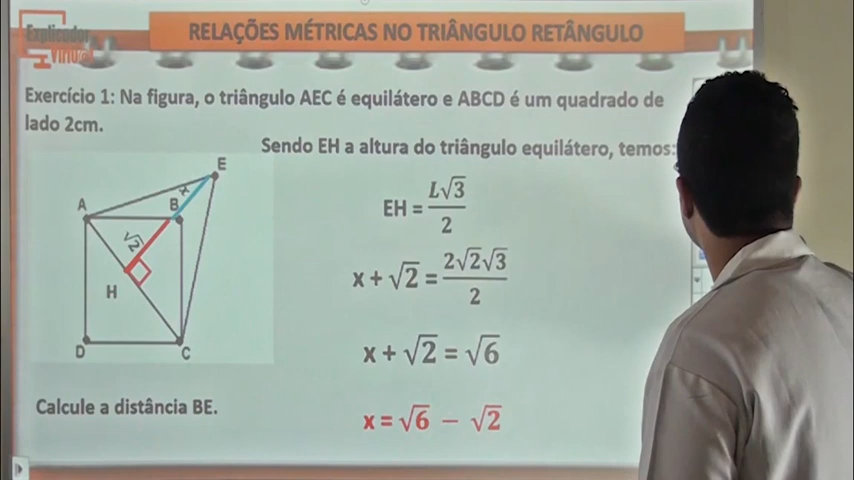 Explicador
Virtual
RELAÇÕES MÉTRICAS NO TRIÂNGULO RETÂNGULO
Exercício 1: Na figura, o triângulo AEC é equilátero e ABCD é um quadrado de
lado 2cm.
Sendo EH a altura do triângulo equilátero, temos:
E
x
A
B
√2
H
D
C
EH = L√3/2
x + √2 = 2√2√3/2
x + √2 = √6
x = √6 − √2
Calcule a distância BE.